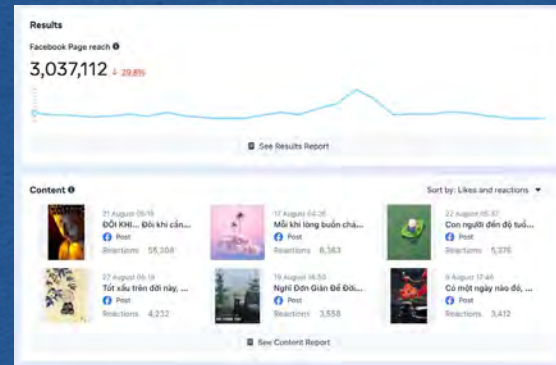 Results
Facebook Page reach
3,037,112 ↓ 29.8%
See Results Report
Content
Sort by: Likes and reactions
21 August 05:15
ĐÔI KHI... Đôi khi cần...
Post
Reactions 55,308
17 August 04:26
Mỗi khi lòng buồn chá...
Post
Reactions 8,383
22 August 05:37
Con người đến độ tuổ...
Post
Reactions 5,376
27 August 05:19
Tốt xấu trên đời này, ...
Post
Reactions 4,232
19 August 16:50
Nghĩ Đơn Giản Để Đời...
Post
Reactions 3,558
9 August 17:46
Có một ngày nào đó, ...
Post
Reactions 3,412
See Content Report